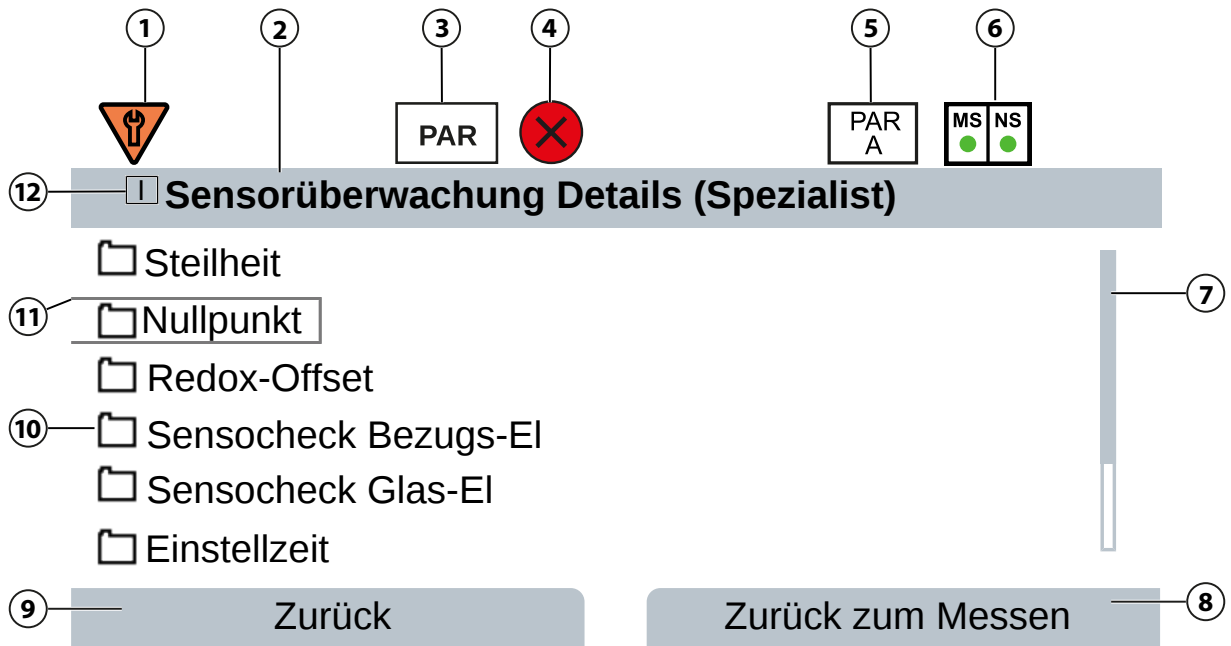 1 2 3 4 5 6
PAR PAR A MS NS
12 I Sensorüberwachung Details (Spezialist)
Steilheit
7
11 Nullpunkt
Redox-Offset
10 Sensocheck Bezugs-El
Sensocheck Glas-El
Einstellzeit
9 Zurück Zurück zum Messen 8